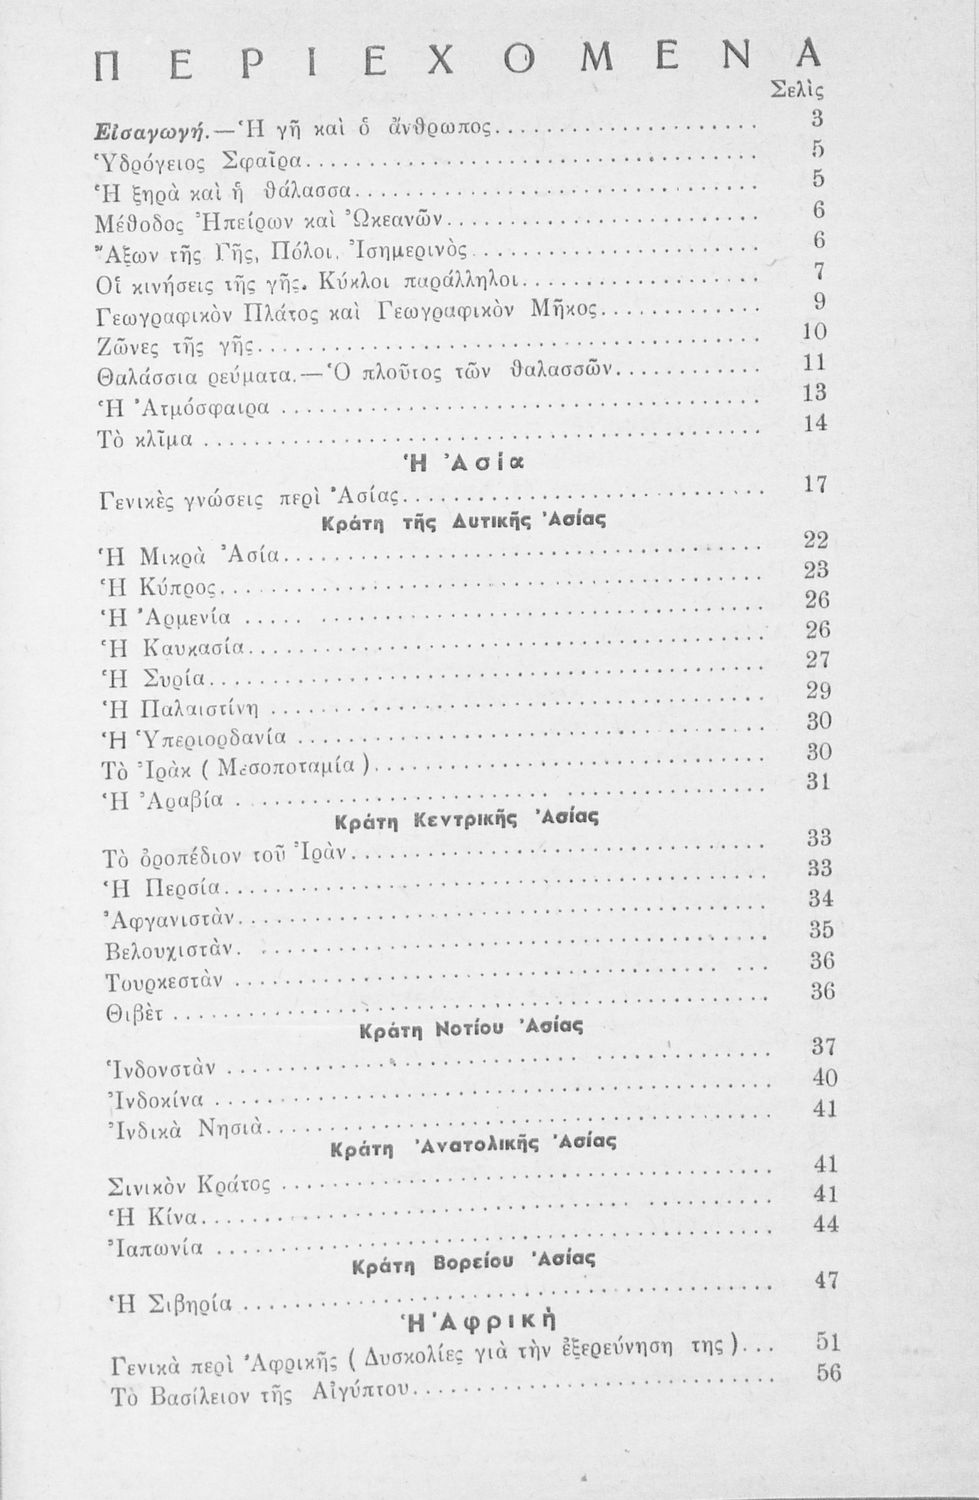 ΠΕΡΙΕΧΟΜΕΝΑ
Σελὶς
Εἰσαγωγή.—Ἡ γῆ καὶ ὁ ἄνθρωπος........................ 3
Ὑδρόγειος Σφαῖρα........................ 5
Ἡ ξηρὰ καὶ ἡ θάλασσα........................ 5
Μέθοδος Ἠπείρων καὶ Ὠκεανῶν........................ 6
Ἄξων τῆς Γῆς, Πόλοι, Ἰσημερινὸς........................ 6
Οἱ κινήσεις τῆς γῆς. Κύκλοι παράλληλοι........................ 7
Γεωγραφικὸν Πλάτος καὶ Γεωγραφικὸν Μῆκος............. 9
Ζῶνες τῆς γῆς........................ 10
Θαλάσσια ρεύματα.—Ὁ πλοῦτος τῶν θαλασσῶν............ 11
Ἡ Ἀτμόσφαιρα ........................ 13
Τὸ κλῖμα ........................ 14
Ἡ Ἀσία
Γενικὲς γνώσεις περὶ Ἀσίας........................ 17
Κράτη τῆς Δυτικῆς Ἀσίας
Ἡ Μικρὰ Ἀσία........................ 22
Ἡ Κύπρος........................ 23
Ἡ Ἀρμενία ........................ 26
Ἡ Καυκασία........................ 26
Ἡ Συρία........................ 27
Ἡ Παλαιστίνη ........................ 29
Ἡ Ὑπεριορδανία ........................ 30
Τὸ Ἰρὰκ ( Μεσοποταμία )........................ 30
Ἡ Ἀραβία ........................ 31
Κράτη Κεντρικῆς Ἀσίας
Τὸ ὀροπέδιον τοῦ Ἰρὰν........................ 33
Ἡ Περσία........................ 33
Ἀφγανιστὰν........................ 34
Βελουχιστὰν........................ 35
Τουρκεστὰν ........................ 36
Θιβὲτ ........................ 36
Κράτη Νοτίου Ἀσίας
Ἰνδονστὰν ........................ 37
Ἰνδοκίνα ........................ 40
Ἰνδικὰ Νησιὰ........................ 41
Κράτη Ἀνατολικῆς Ἀσίας
Σινικὸν Κράτος ........................ 41
Ἡ Κίνα........................ 41
Ἰαπωνία ........................ 44
Κράτη Βορείου Ἀσίας
Ἡ Σιβηρία ........................ 47
Ἡ Ἀφρικὴ
Γενικὰ περὶ Ἀφρικῆς ( Δυσκολίες γιὰ τὴν ἐξερεύνηση της )... 51
Τὸ Βασίλειον τῆς Αἰγύπτου........................ 56